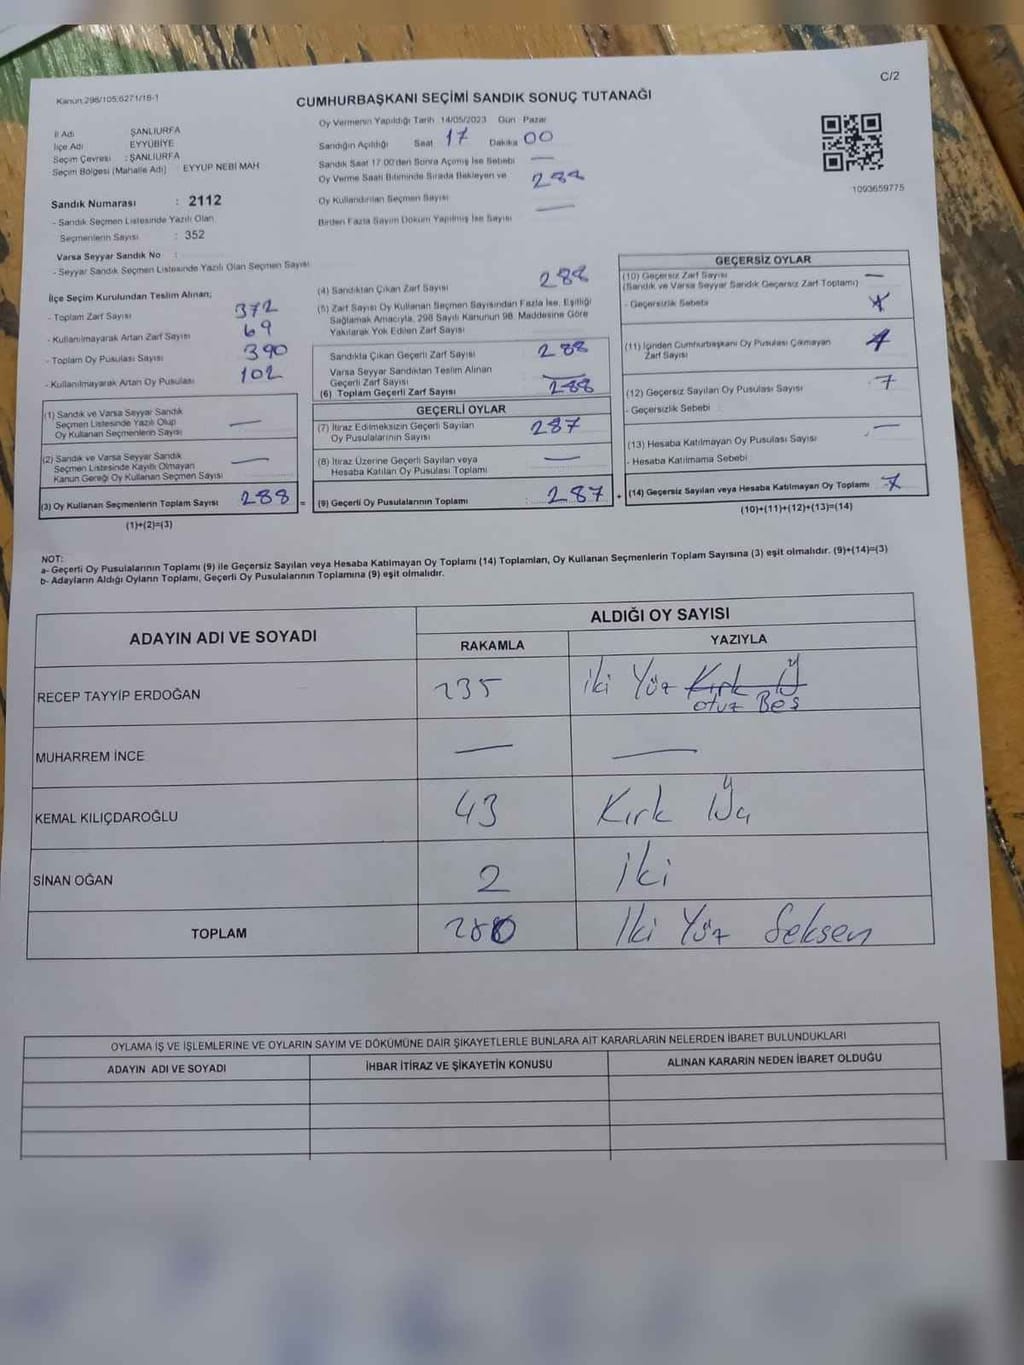 C/2
Kanun:298/105;6271/18-1
CUMHURBAŞKANI SEÇİMİ SANDIK SONUÇ TUTANAĞI
İl Adı : ŞANLIURFA
İlçe Adı : EYYÜBİYE
Seçim Çevresi : ŞANLIURFA
Seçim Bölgesi (Mahalle Adı) : EYYUP NEBİ MAH
Sandık Numarası : 2112
- Sandık Seçmen Listesinde Yazılı Olan
Seçmenlerin Sayısı : 352
Varsa Seyyar Sandık No :
- Seyyar Sandık Seçmen Listesinde Yazılı Olan Seçmen Sayısı
Oy Vermenin Yapıldığı Tarih 14/05/2023 Gün Pazar
Sandığın Açıldığı Saat 17 Dakika 00
Sandık Saat 17:00'den Sonra Açılmış İse Sebebi —
Oy Verme Saati Bitiminde Sırada Bekleyen ve
Oy Kullandırılan Seçmen Sayısı 288
Birden Fazla Sayım Döküm Yapılmış İse Sayısı —
1093659775
İlçe Seçim Kurulundan Teslim Alınan;
- Toplam Zarf Sayısı 372
- Kullanılmayarak Artan Zarf Sayısı 69
- Toplam Oy Pusulası Sayısı 390
- Kullanılmayarak Artan Oy Pusulası 102
(1) Sandık ve Varsa Seyyar Sandık
Seçmen Listesinde Yazılı Olup
Oy Kullanan Seçmenlerin Sayısı —
(2) Sandık ve Varsa Seyyar Sandık
Seçmen Listesinde Kayıtlı Olmayan
Kanun Gereği Oy Kullanan Seçmen Sayısı —
(3) Oy Kullanan Seçmenlerin Toplam Sayısı 288 =
(1)+(2)=(3)
(4) Sandıktan Çıkan Zarf Sayısı 288
(5) Zarf Sayısı Oy Kullanan Seçmen Sayısından Fazla İse, Eşitliği
Sağlamak Amacıyla, 298 Sayılı Kanunun 98. Maddesine Göre
Yakılarak Yok Edilen Zarf Sayısı
Sandıkta Çıkan Geçerli Zarf Sayısı 288
Varsa Seyyar Sandıktan Teslim Alınan
Geçerli Zarf Sayısı —
(6) Toplam Geçerli Zarf Sayısı 288
GEÇERLİ OYLAR
(7) İtiraz Edilmeksizin Geçerli Sayılan
Oy Pusulalarının Sayısı 287
(8) İtiraz Üzerine Geçerli Sayılan veya
Hesaba Katılan Oy Pusulası Toplamı —
(9) Geçerli Oy Pusulalarının Toplamı : 287 +
GEÇERSİZ OYLAR
(10) Geçersiz Zarf Sayısı —
(Sandık ve Varsa Seyyar Sandık Geçersiz Zarf Toplamı)
- Geçersizlik Sebebi
(11) İçinden Cumhurbaşkanı Oy Pusulası Çıkmayan
Zarf Sayısı
(12) Geçersiz Sayılan Oy Pusulası Sayısı 7
- Geçersizlik Sebebi
(13) Hesaba Katılmayan Oy Pusulası Sayısı —
- Hesaba Katılmama Sebebi
(14) Geçersiz Sayılan veya Hesaba Katılmayan Oy Toplamı 7
(10)+(11)+(12)+(13)=(14)
NOT:
a- Geçerli Oy Pusulalarının Toplamı (9) ile Geçersiz Sayılan veya Hesaba Katılmayan Oy Toplamı (14) Toplamları, Oy Kullanan Seçmenlerin Toplam Sayısına (3) eşit olmalıdır. (9)+(14)=(3)
b- Adayların Aldığı Oyların Toplamı, Geçerli Oy Pusulalarının Toplamına (9) eşit olmalıdır.
ADAYIN ADI VE SOYADI
ALDIĞI OY SAYISI
RAKAMLA YAZIYLA
RECEP TAYYİP ERDOĞAN 235 İki Yüz Kırk Ü
otuz Beş
MUHARREM İNCE — —
KEMAL KILIÇDAROĞLU 43 Kırk Üç
SİNAN OĞAN 2 İki
TOPLAM 280 İki Yüz Seksen
OYLAMA İŞ VE İŞLEMLERİNE VE OYLARIN SAYIM VE DÖKÜMÜNE DAİR ŞİKAYETLERLE BUNLARA AİT KARARLARIN NELERDEN İBARET BULUNDUKLARI
ADAYIN ADI VE SOYADI İHBAR İTİRAZ VE ŞİKAYETİN KONUSU ALINAN KARARIN NEDEN İBARET OLDUĞU